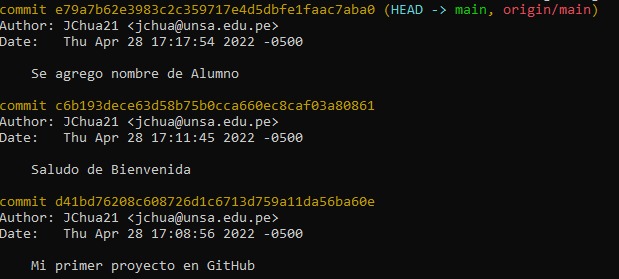 commit e79a7b62e3983c2c359717e4d5dbfe1faac7aba0 (HEAD -> main, origin/main)
Author: JChua21 <jchua@unsa.edu.pe>
Date:   Thu Apr 28 17:17:54 2022 -0500
Se agrego nombre de Alumno
commit c6b193dece63d58b75b0cca660ec8caf03a80861
Author: JChua21 <jchua@unsa.edu.pe>
Date:   Thu Apr 28 17:11:45 2022 -0500
Saludo de Bienvenida
commit d41bd76208c608726d1c6713d759a11da56ba60e
Author: JChua21 <jchua@unsa.edu.pe>
Date:   Thu Apr 28 17:08:56 2022 -0500
Mi primer proyecto en GitHub